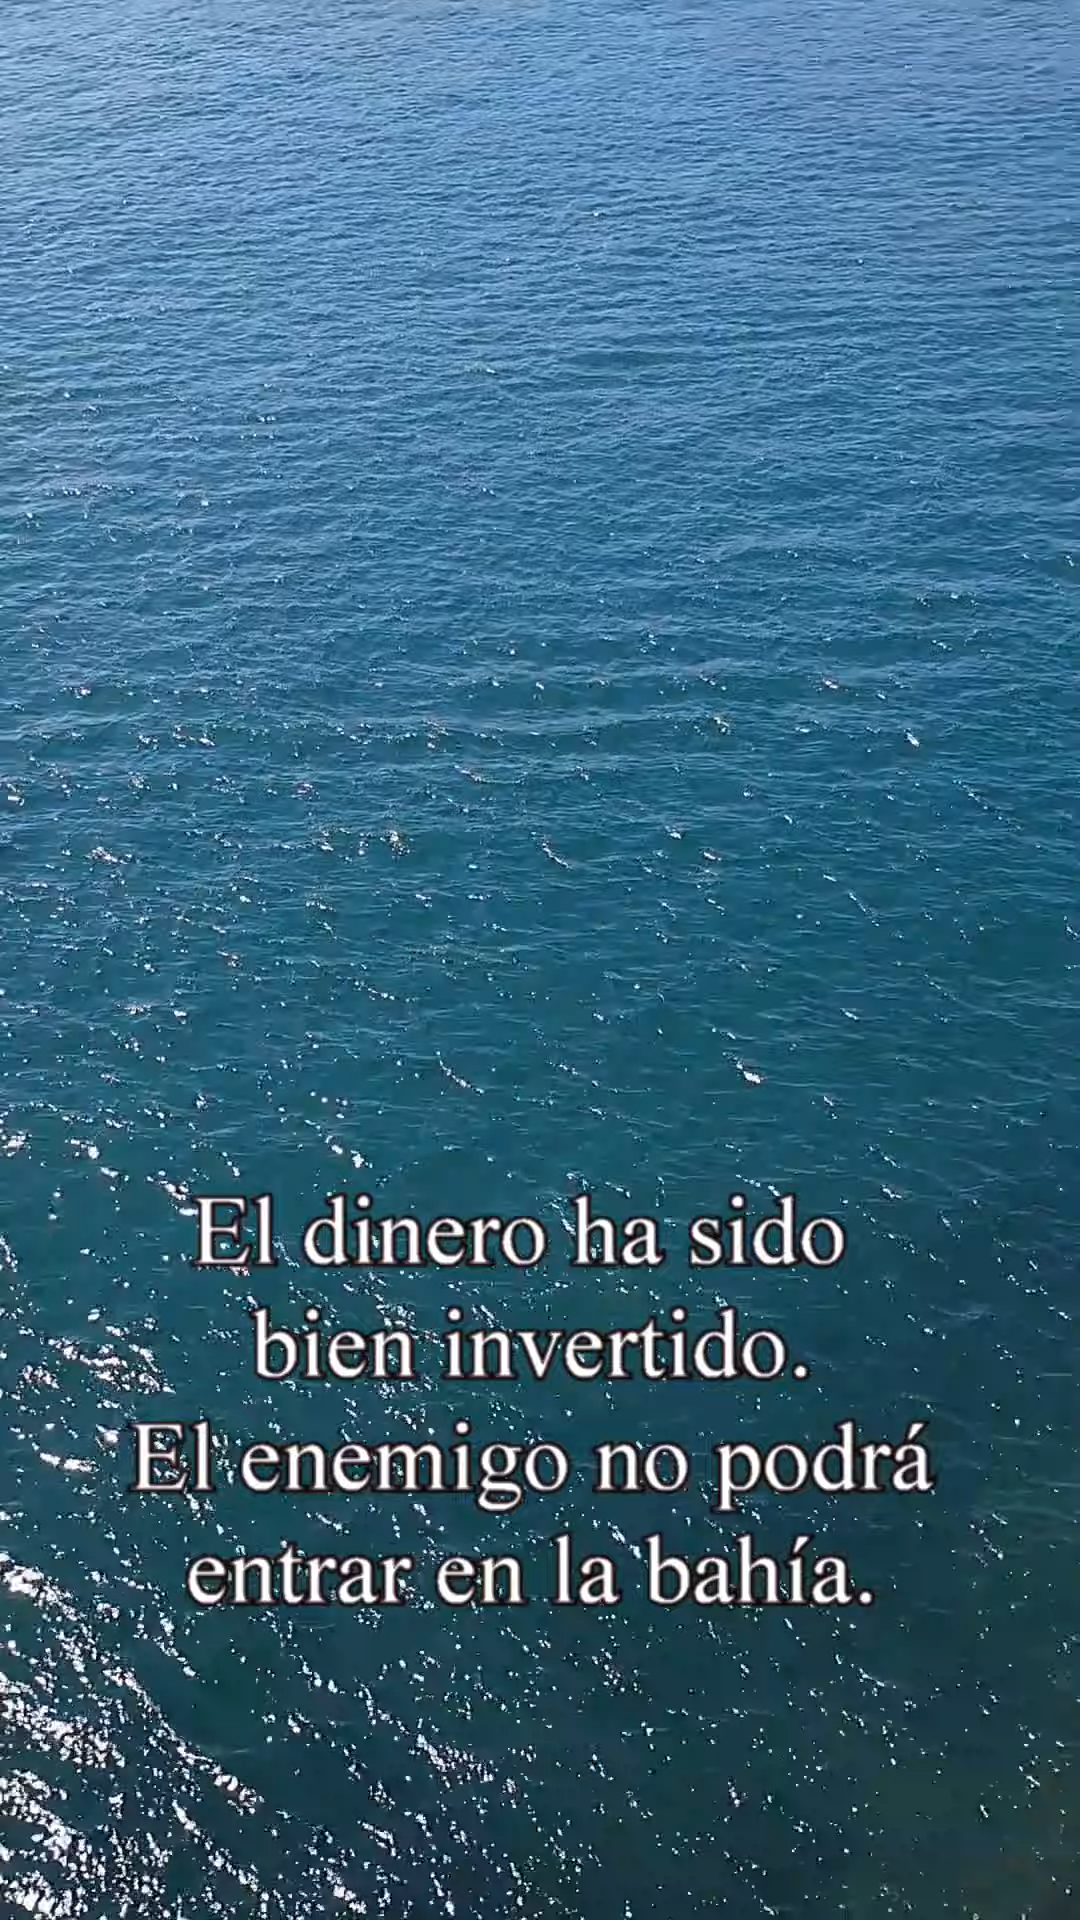 El dinero ha sido
bien invertido.
El enemigo no podrá
entrar en la bahía.